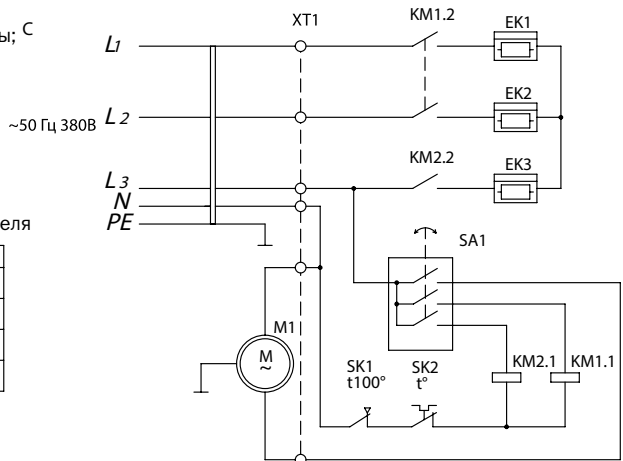 ы; С
XT1
KM1.2
EK1
L1
EK2
~50 Гц 380В L2
KM2.2
EK3
L3
N
PE
еля
SA1
M1
M
~
SK1
t100°
SK2
t°
KM2.1
KM1.1